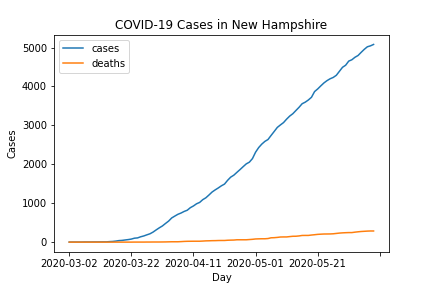 COVID-19 Cases in New Hampshire
cases
deaths
5000
4000
3000
2000
1000
0
Cases
2020-03-02 2020-03-22 2020-04-11 2020-05-01 2020-05-21
Day